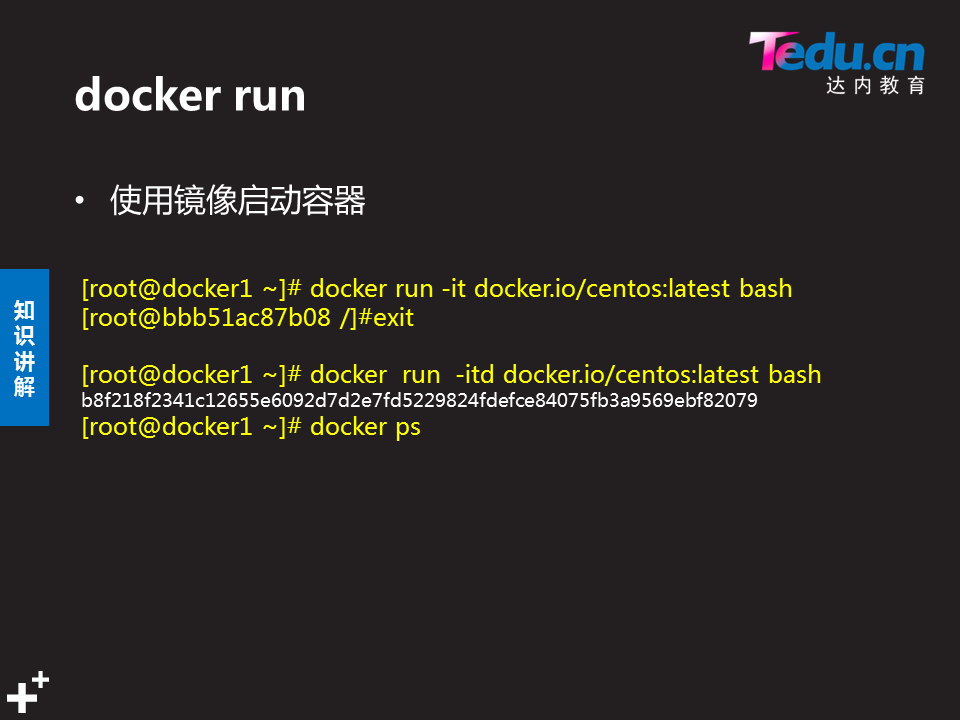 Tedu.cn
达内教育
docker run
• 使用镜像启动容器
[root@docker1 ~]# docker run -it docker.io/centos:latest bash
[root@bbb51ac87b08 /]#exit
知识讲解
[root@docker1 ~]# docker  run  -itd docker.io/centos:latest bash
b8f218f2341c12655e6092d7d2e7fd5229824fdefce84075fb3a9569ebf82079
[root@docker1 ~]# docker ps